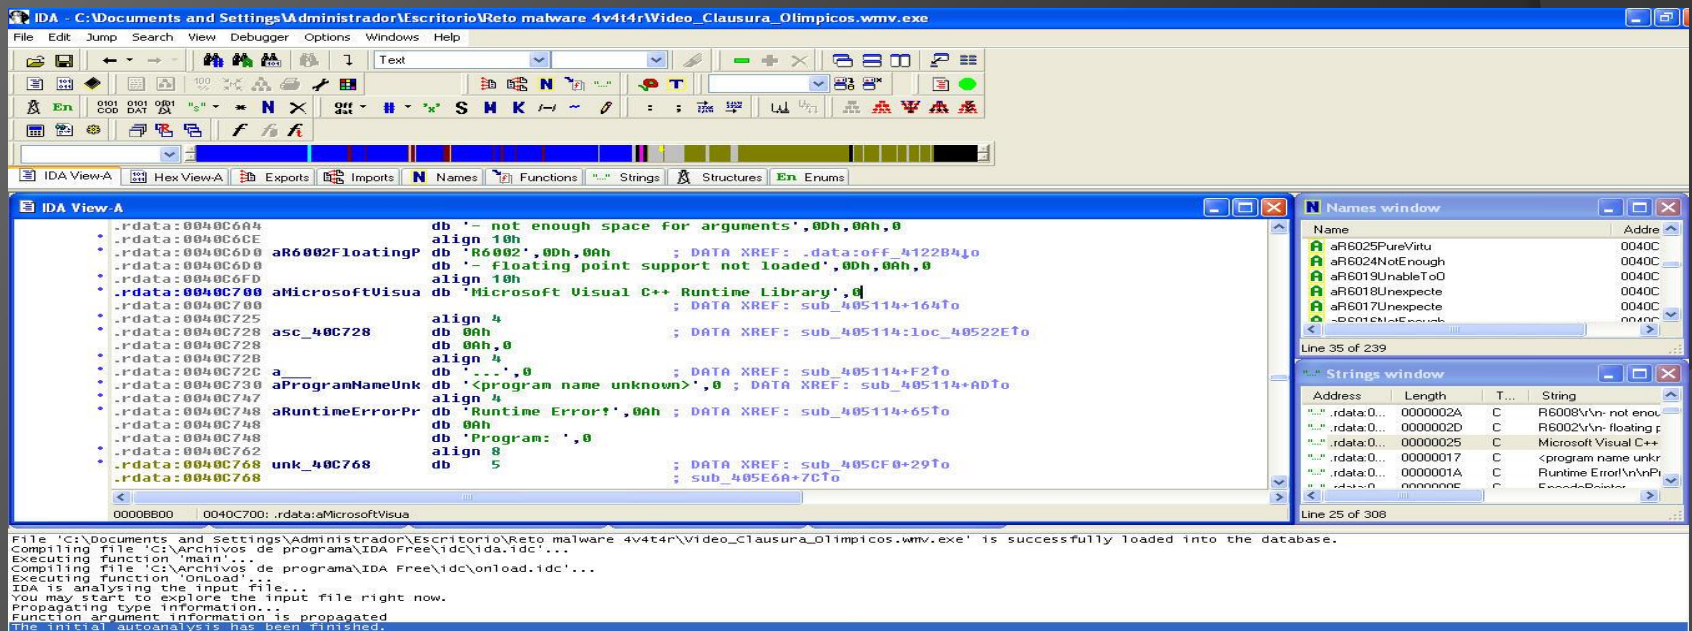 IDA - C:\Documents and Settings\Administrador\Escritorio\Reto malware 4v4t4r\Video_Clausura_Olimpicos.wmv.exe
File Edit Jump Search View Debugger Options Windows Help
Text
En
IDA View-A Hex View-A Exports Imports N Names Functions Strings Structures En Enums
IDA View-A
.rdata:0040C6A4 db '- not enough space for arguments',0Dh,0Ah,0
.rdata:0040C6CE align 10h
.rdata:0040C6D0 aR6002FloatingP db 'R6002',0Dh,0Ah ; DATA XREF: .data:off_4122B4↓o
.rdata:0040C6D0 db '- floating point support not loaded',0Dh,0Ah,0
.rdata:0040C6FD align 10h
.rdata:0040C700 aMicrosoftVisua db 'Microsoft Visual C++ Runtime Library',0
.rdata:0040C700 ; DATA XREF: sub_405114+164↑o
.rdata:0040C725 align 4
.rdata:0040C728 asc_40C728 db 0Ah ; DATA XREF: sub_405114:loc_40522E↑o
.rdata:0040C728 db 0Ah,0
.rdata:0040C72B align 4
.rdata:0040C72C a___ db '...',0 ; DATA XREF: sub_405114+F2↑o
.rdata:0040C730 aProgramNameUnk db '<program name unknown>',0 ; DATA XREF: sub_405114+AD↑o
.rdata:0040C747 align 4
.rdata:0040C748 aRuntimeErrorPr db 'Runtime Error!',0Ah ; DATA XREF: sub_405114+65↑o
.rdata:0040C748 db 0Ah
.rdata:0040C748 db 'Program: ',0
.rdata:0040C762 align 8
.rdata:0040C768 unk_40C768 db 5 ; DATA XREF: sub_405CF0+29↑o
.rdata:0040C768 ; sub_405E6A+7C↑o
0000BB00 0040C700: .rdata:aMicrosoftVisua
Names window
Name Addre
aR6025PureVirtu 0040C
aR6024NotEnough 0040C
aR6019UnableToO 0040C
aR6018Unexpecte 0040C
aR6017Unexpecte 0040C
Line 35 of 239
Strings window
Address Length T... String
.rdata:0... 0000002A C R6008\r\n- not enou
.rdata:0... 0000002D C R6002\r\n- floating p
.rdata:0... 00000025 C Microsoft Visual C++
.rdata:0... 00000017 C <program name unkr
.rdata:0... 0000001A C Runtime Error!\n\nPr
Line 25 of 308
File 'C:\Documents and Settings\Administrador\Escritorio\Reto malware 4v4t4r\Video_Clausura_Olimpicos.wmv.exe' is successfully loaded into the database.
Compiling file 'C:\Archivos de programa\IDA Free\idc\ida.idc'...
Executing function 'main'...
Compiling file 'C:\Archivos de programa\IDA Free\idc\onload.idc'...
Executing function 'OnLoad'...
IDA is analysing the input file...
You may start to explore the input file right now.
Propagating type information...
Function argument information is propagated
The initial autoanalysis has been finished.